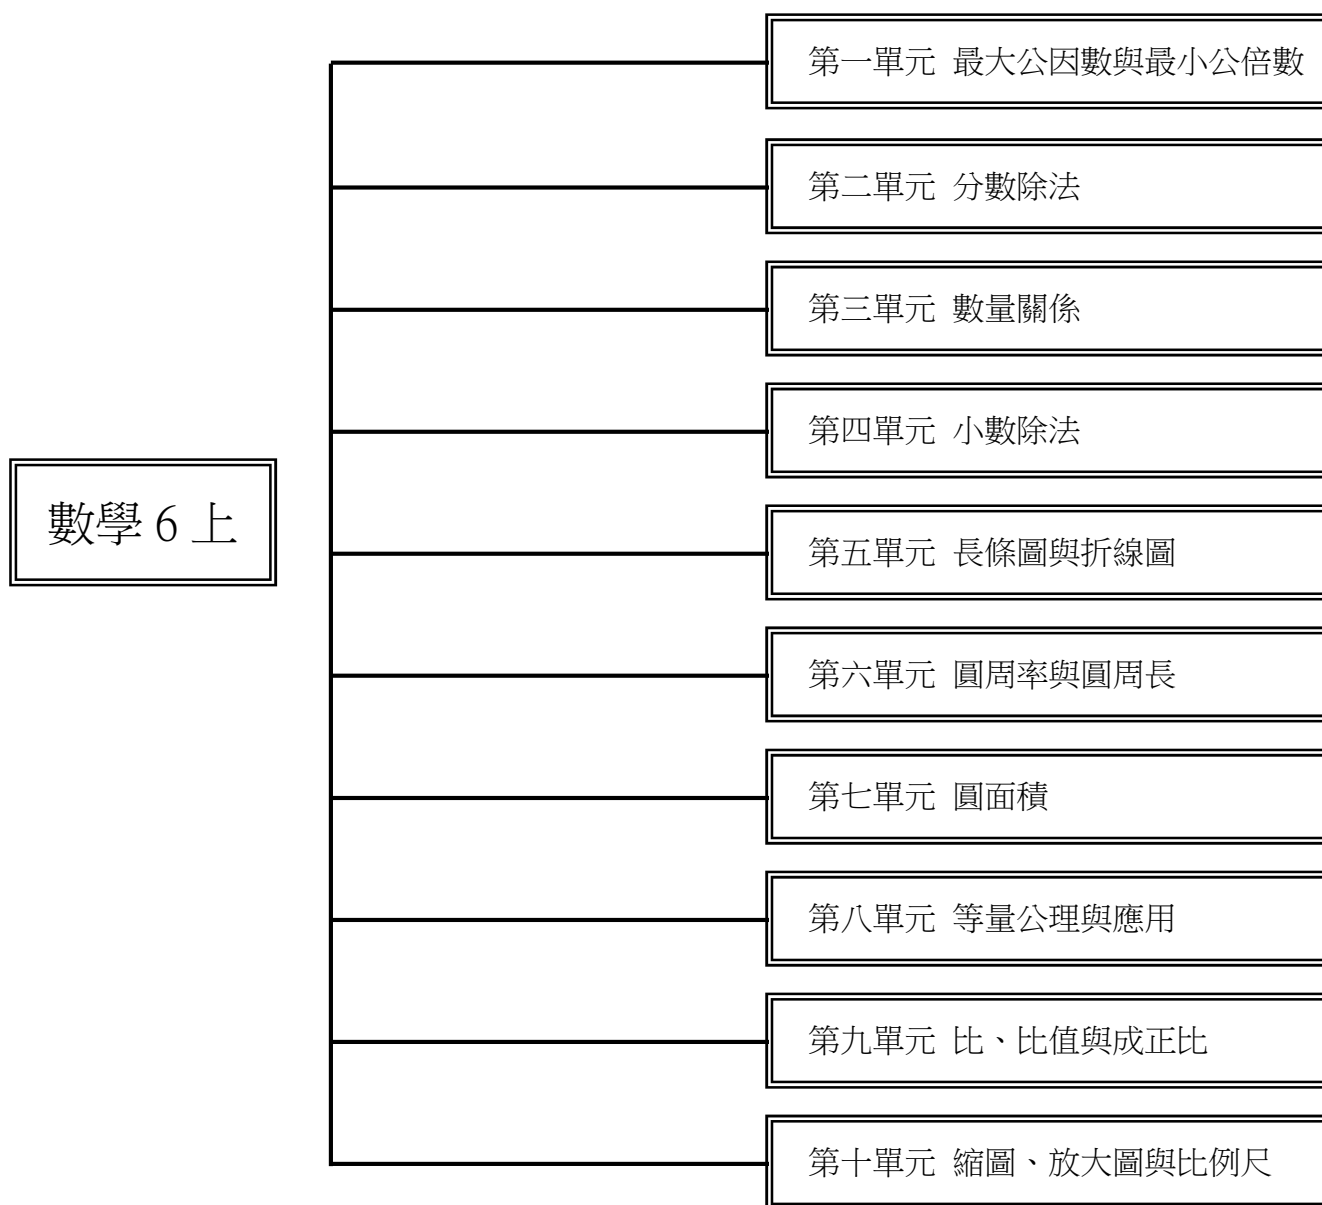 第一單元 最大公因數與最小公倍數
第二單元 分數除法
第三單元 數量關係
第四單元 小數除法
數學 6 上
第五單元 長條圖與折線圖
第六單元 圓周率與圓周長
第七單元 圓面積
第八單元 等量公理與應用
第九單元 比、比值與成正比
第十單元 縮圖、放大圖與比例尺